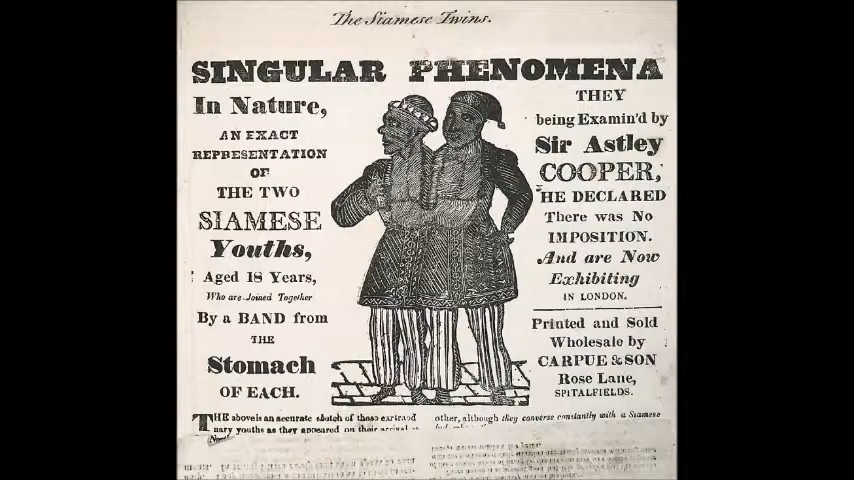 The Siamese Twins.
SINGULAR PHENOMENA
In Nature,
AN EXACT
REPRESENTATION
OF
THE TWO
SIAMESE
Youths,
Aged 18 Years,
Who are Joined Together
By a BAND from
THE
Stomach
OF EACH.
THEY
being Examin'd by
Sir Astley
COOPER,
HE DECLARED
There was No
IMPOSITION.
And are Now
Exhibiting
IN LONDON.
Printed and Sold
Wholesale by
CARPUE & SON
Rose Lane,
SPITALFIELDS.
THE above is an accurate sketch of these extraord
nary youths as they appeared on their arrival
other, although they converse constantly with a Siamese